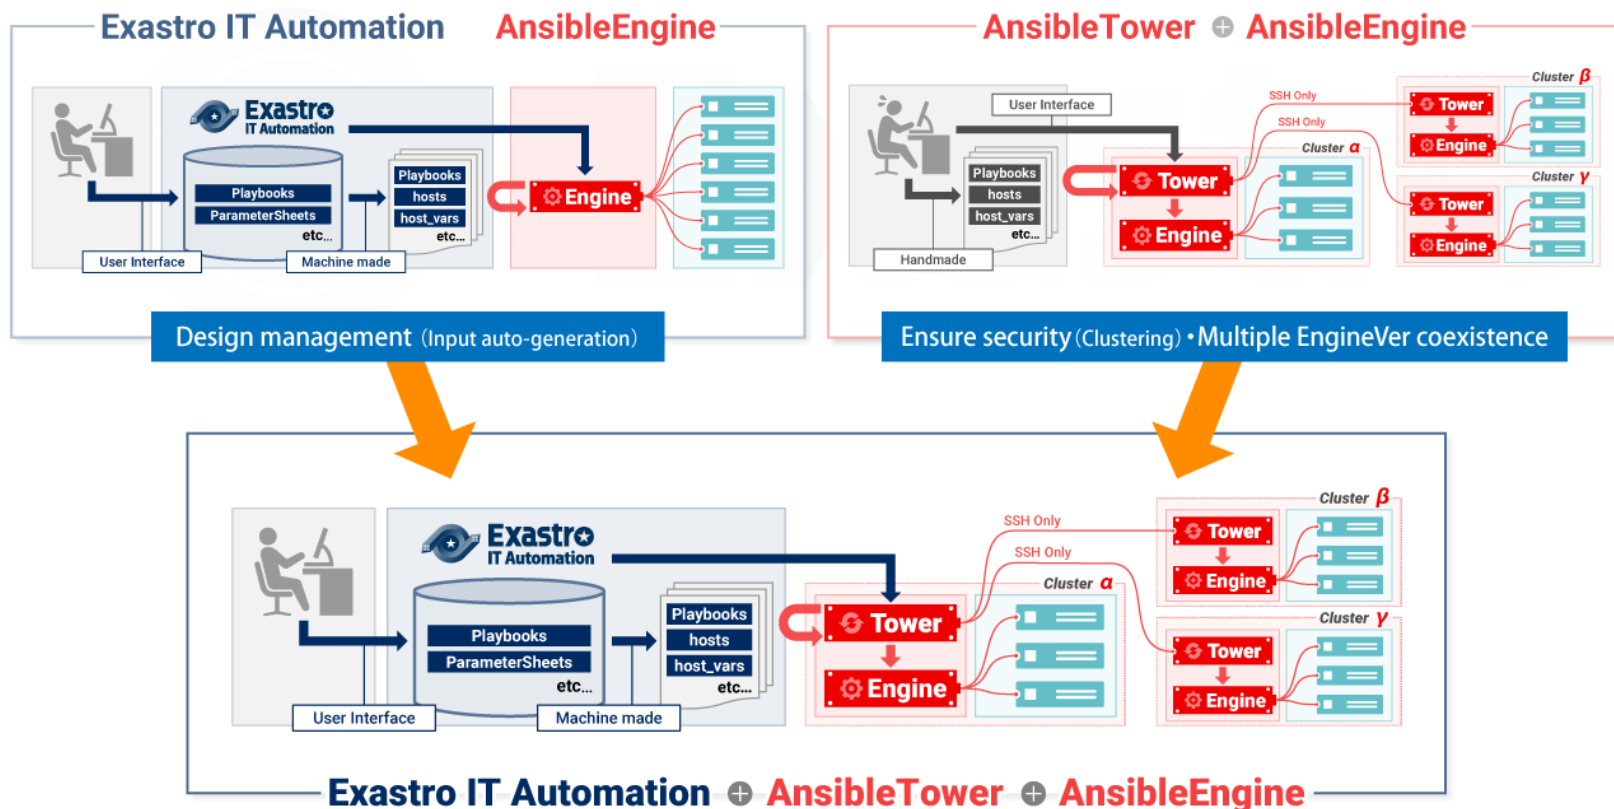 Exastro IT Automation
AnsibleEngine
Exastro
IT Automation
Playbooks
ParameterSheets
etc...
Playbooks
hosts
host_vars
etc...
Engine
User Interface
Machine made
Design management (Input auto-generation)
AnsibleTower + AnsibleEngine
User Interface
Playbooks
hosts
host_vars
etc...
Handmade
SSH Only
SSH Only
Cluster α
Tower
Engine
Cluster β
Tower
Engine
Cluster γ
Tower
Engine
Ensure security (Clustering)・Multiple EngineVer coexistence
Exastro
IT Automation
Playbooks
ParameterSheets
etc...
Playbooks
hosts
host_vars
etc...
User Interface
Machine made
SSH Only
SSH Only
Cluster α
Tower
Engine
Cluster β
Tower
Engine
Cluster γ
Tower
Engine
Exastro IT Automation + AnsibleTower + AnsibleEngine